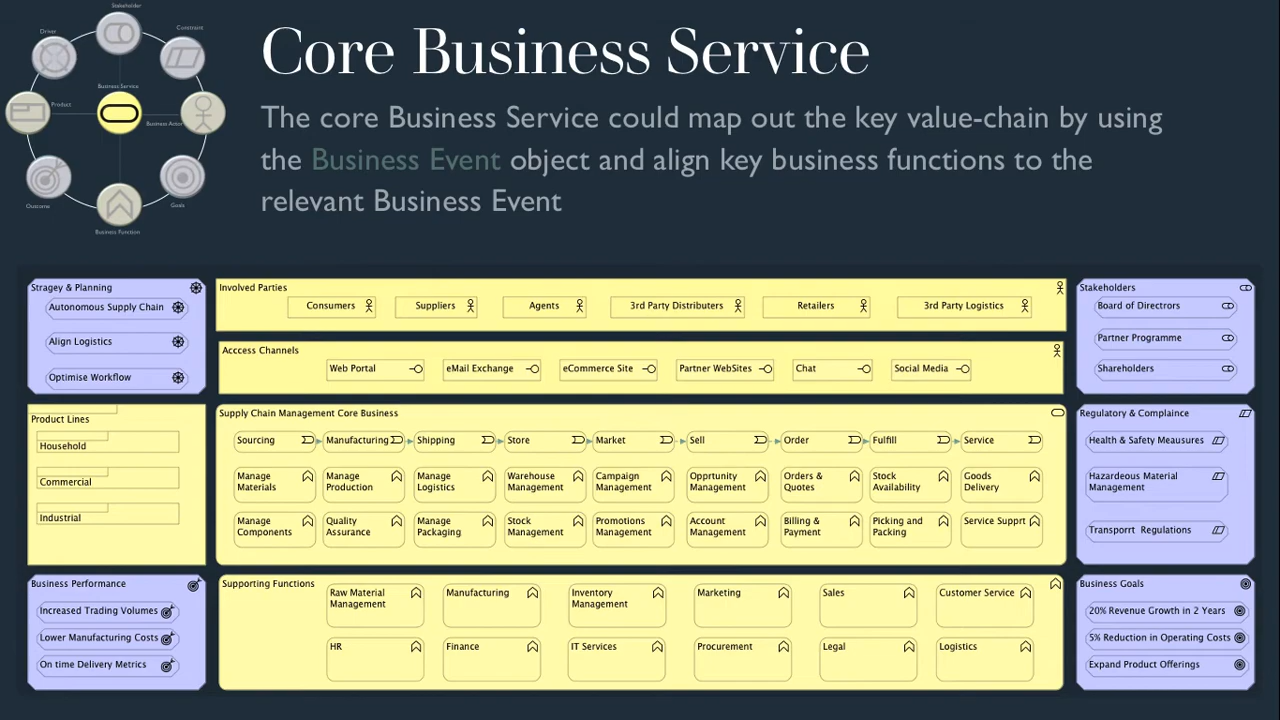 Stakeholder
Driver
Constraint
Business Service
Product
Business Actor
Outcome
Goals
Business Function
Core Business Service
The core Business Service could map out the key value-chain by using
the Business Event object and align key business functions to the
relevant Business Event
Stragey & Planning
Autonomous Supply Chain
Align Logistics
Optimise Workflow
Involved Parties
Consumers
Suppliers
Agents
3rd Party Distributers
Retailers
3rd Party Logistics
Acccess Channels
Web Portal
eMail Exchange
eCommerce Site
Partner WebSites
Chat
Social Media
Stakeholders
Board of Directrors
Partner Programme
Shareholders
Product Lines
Household
Commercial
Industrial
Supply Chain Management Core Business
Sourcing
Manufacturing
Shipping
Store
Market
Sell
Order
Fulfill
Service
Manage
Materials
Manage
Production
Manage
Logistics
Warehouse
Management
Campaign
Management
Opprtunity
Management
Orders &
Quotes
Stock
Availability
Goods
Delivery
Manage
Components
Quality
Assurance
Manage
Packaging
Stock
Management
Promotions
Management
Account
Management
Billing &
Payment
Picking and
Packing
Service Supprt
Regulatory & Complaince
Health & Safety Meausures
Hazardeous Material
Management
Transporrt Regulations
Business Performance
Increased Trading Volumes
Lower Manufacturing Costs
On time Delivery Metrics
Supporting Functions
Raw Material
Management
Manufacturing
Inventory
Management
Marketing
Sales
Customer Service
HR
Finance
IT Services
Procurement
Legal
Logistics
Business Goals
20% Revenue Growth in 2 Years
5% Reduction in Operating Costs
Expand Product Offerings